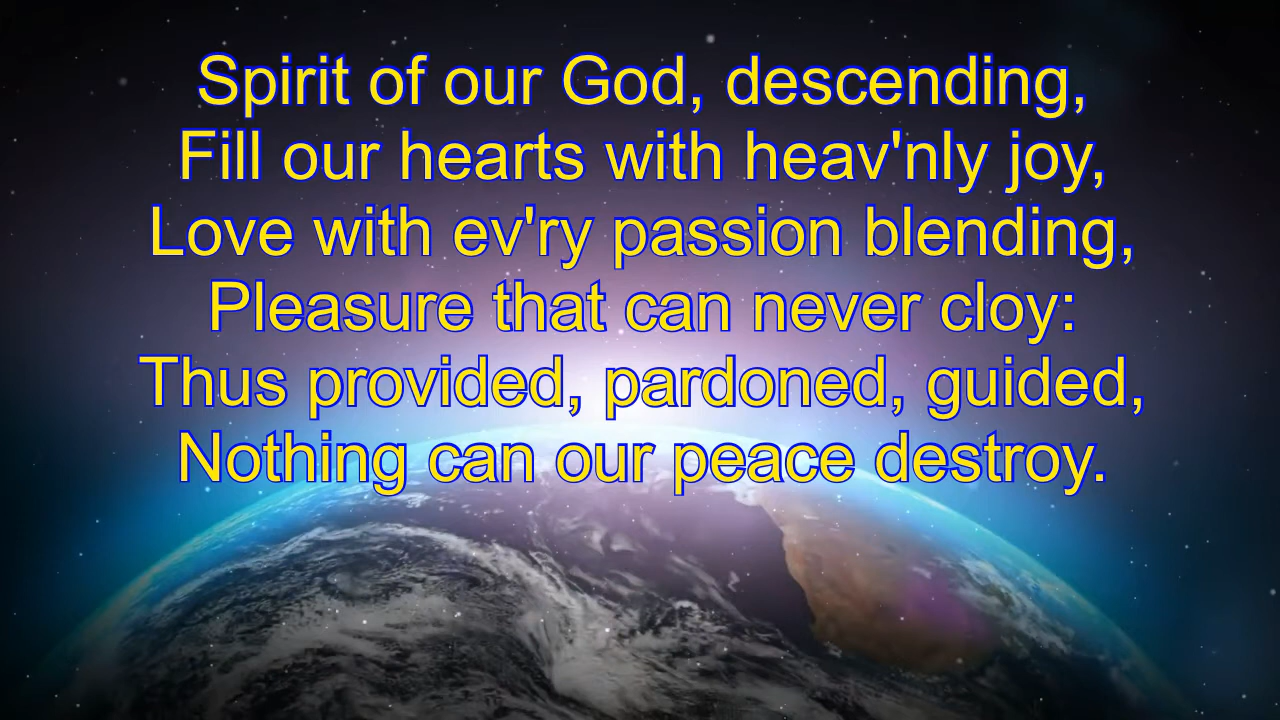 Spirit of our God, descending,
Fill our hearts with heav'nly joy,
Love with ev'ry passion blending,
Pleasure that can never cloy:
Thus provided, pardoned, guided,
Nothing can our peace destroy.